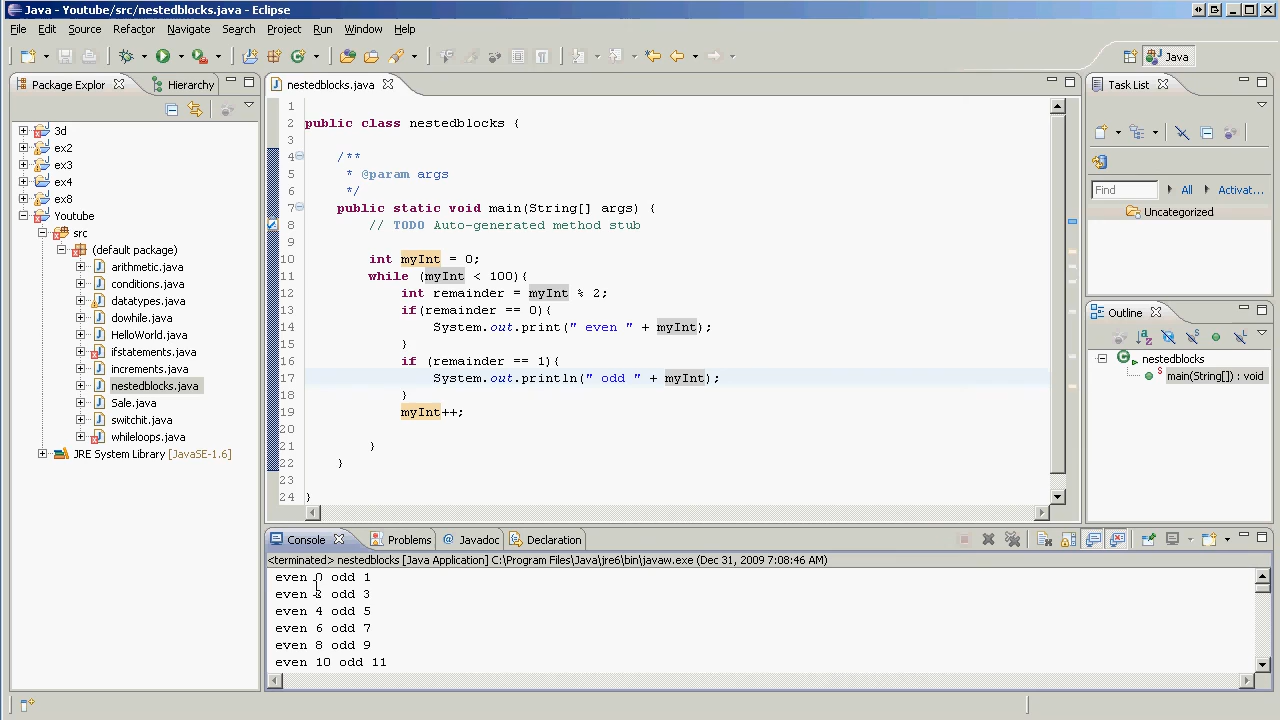 Java - Youtube/src/nestedblocks.java - Eclipse
File Edit Source Refactor Navigate Search Project Run Window Help
Java
Package Explor Hierarchy
3d
ex2
ex3
ex4
ex8
Youtube
src
(default package)
arithmetic.java
conditions.java
datatypes.java
dowhile.java
HelloWorld.java
ifstatements.java
increments.java
nestedblocks.java
Sale.java
switchit.java
whileloops.java
JRE System Library [JavaSE-1.6]
nestedblocks.java
1
2 public class nestedblocks {
3
4 /**
5 * @param args
6 */
7 public static void main(String[] args) {
8 // TODO Auto-generated method stub
9
10 int myInt = 0;
11 while (myInt < 100){
12 int remainder = myInt % 2;
13 if(remainder == 0){
14 System.out.print(" even " + myInt);
15 }
16 if (remainder == 1){
17 System.out.println(" odd " + myInt);
18 }
19 myInt++;
20
21 }
22 }
23
24 }
Task List
Find All Activat...
Uncategorized
Outline
nestedblocks
main(String[]) : void
Console Problems Javadoc Declaration
<terminated> nestedblocks [Java Application] C:\Program Files\Java\jre6\bin\javaw.exe (Dec 31, 2009 7:08:46 AM)
even 0 odd 1
even 2 odd 3
even 4 odd 5
even 6 odd 7
even 8 odd 9
even 10 odd 11